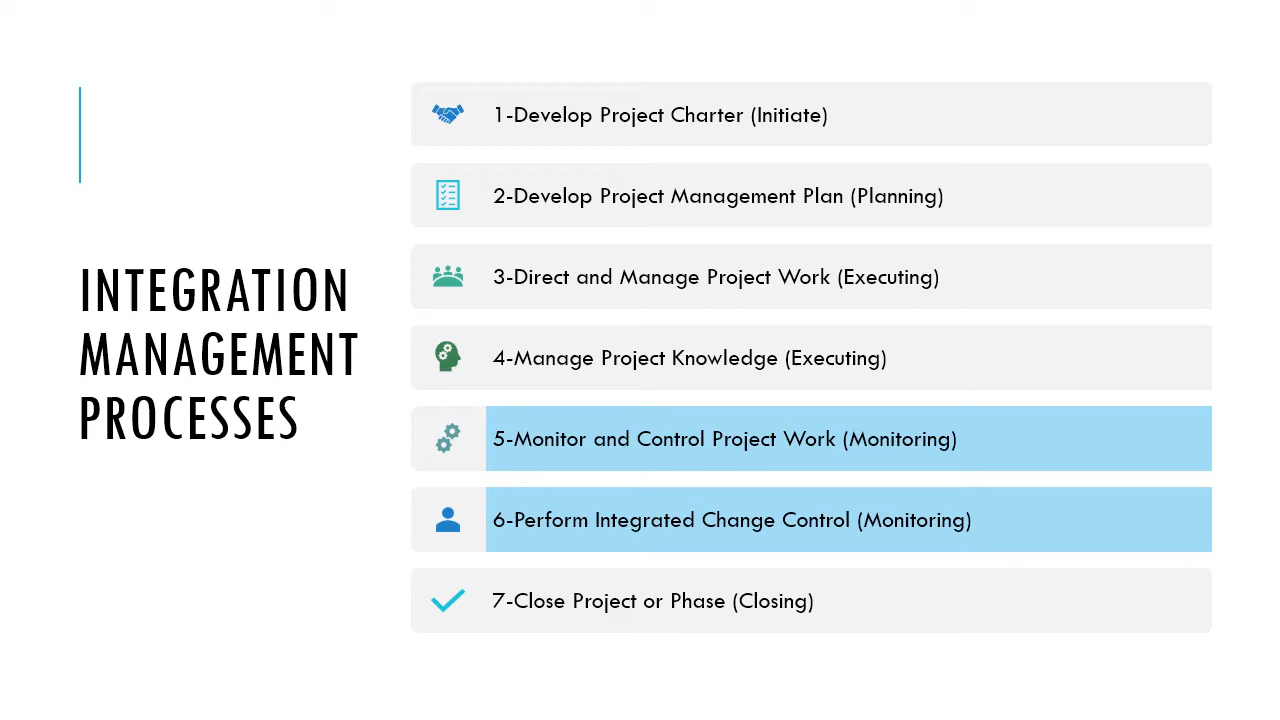 INTEGRATION
MANAGEMENT
PROCESSES
1-Develop Project Charter (Initiate)
2-Develop Project Management Plan (Planning)
3-Direct and Manage Project Work (Executing)
4-Manage Project Knowledge (Executing)
5-Monitor and Control Project Work (Monitoring)
6-Perform Integrated Change Control (Monitoring)
7-Close Project or Phase (Closing)